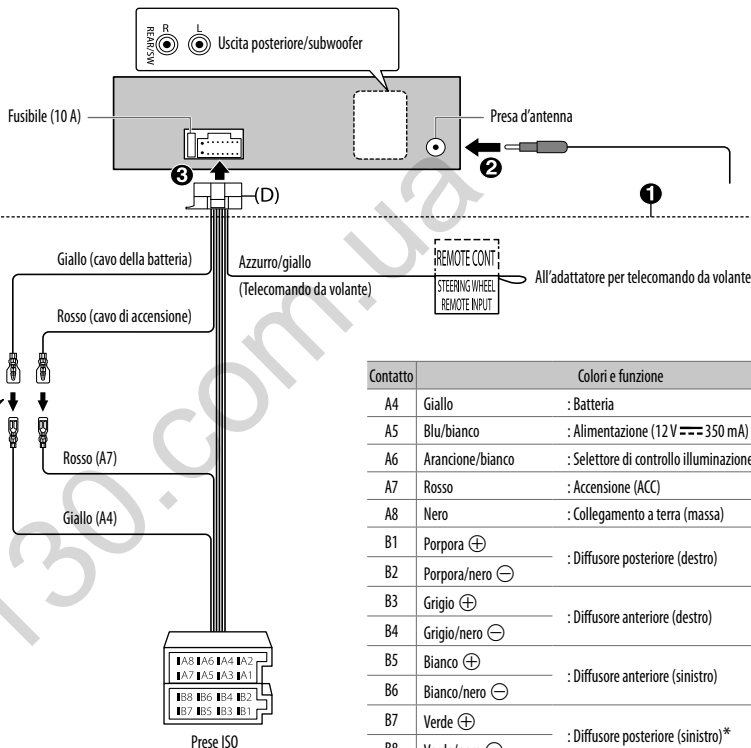 R
L
REAR/SW
Uscita posteriore/subwoofer
Fusibile (10 A)
Presa d'antenna
❸
❷
❶
(D)
Giallo (cavo della batteria)
Azzurro/giallo
(Telecomando da volante)
REMOTE CONT
STEERING WHEEL
REMOTE INPUT
All'adattatore per telecomando da volante
Rosso (cavo di accensione)
Rosso (A7)
Giallo (A4)
A8 A6 A4 A2
A7 A5 A3 A1
B8 B6 B4 B2
B7 B5 B3 B1
Prese ISO
Contatto Colori e funzione
A4 Giallo : Batteria
A5 Blu/bianco : Alimentazione (12 V ⎓ 350 mA)
A6 Arancione/bianco : Selettore di controllo illuminazione
A7 Rosso : Accensione (ACC)
A8 Nero : Collegamento a terra (massa)
B1 Porpora ⊕ : Diffusore posteriore (destro)
B2 Porpora/nero ⊖
B3 Grigio ⊕ : Diffusore anteriore (destro)
B4 Grigio/nero ⊖
B5 Bianco ⊕ : Diffusore anteriore (sinistro)
B6 Bianco/nero ⊖
B7 Verde ⊕ : Diffusore posteriore (sinistro)*
B8 Verde/nero ⊖
130.com.ua